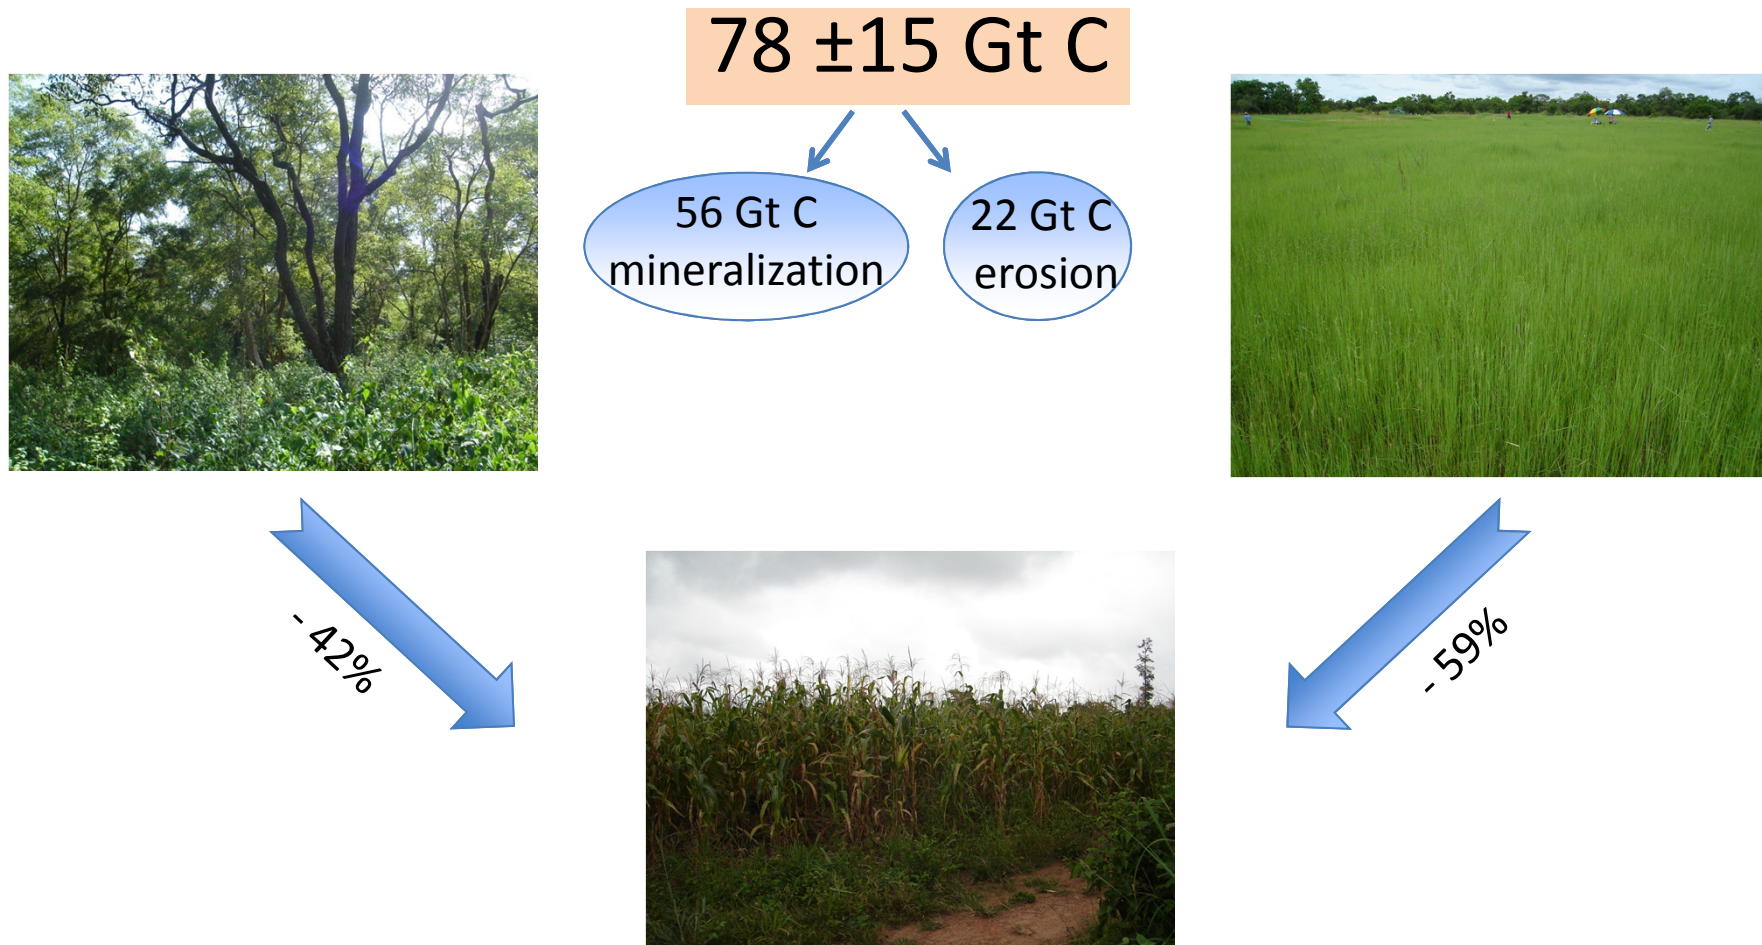 78 ±15 Gt C
56 Gt C
mineralization
22 Gt C
erosion
- 42%
- 59%